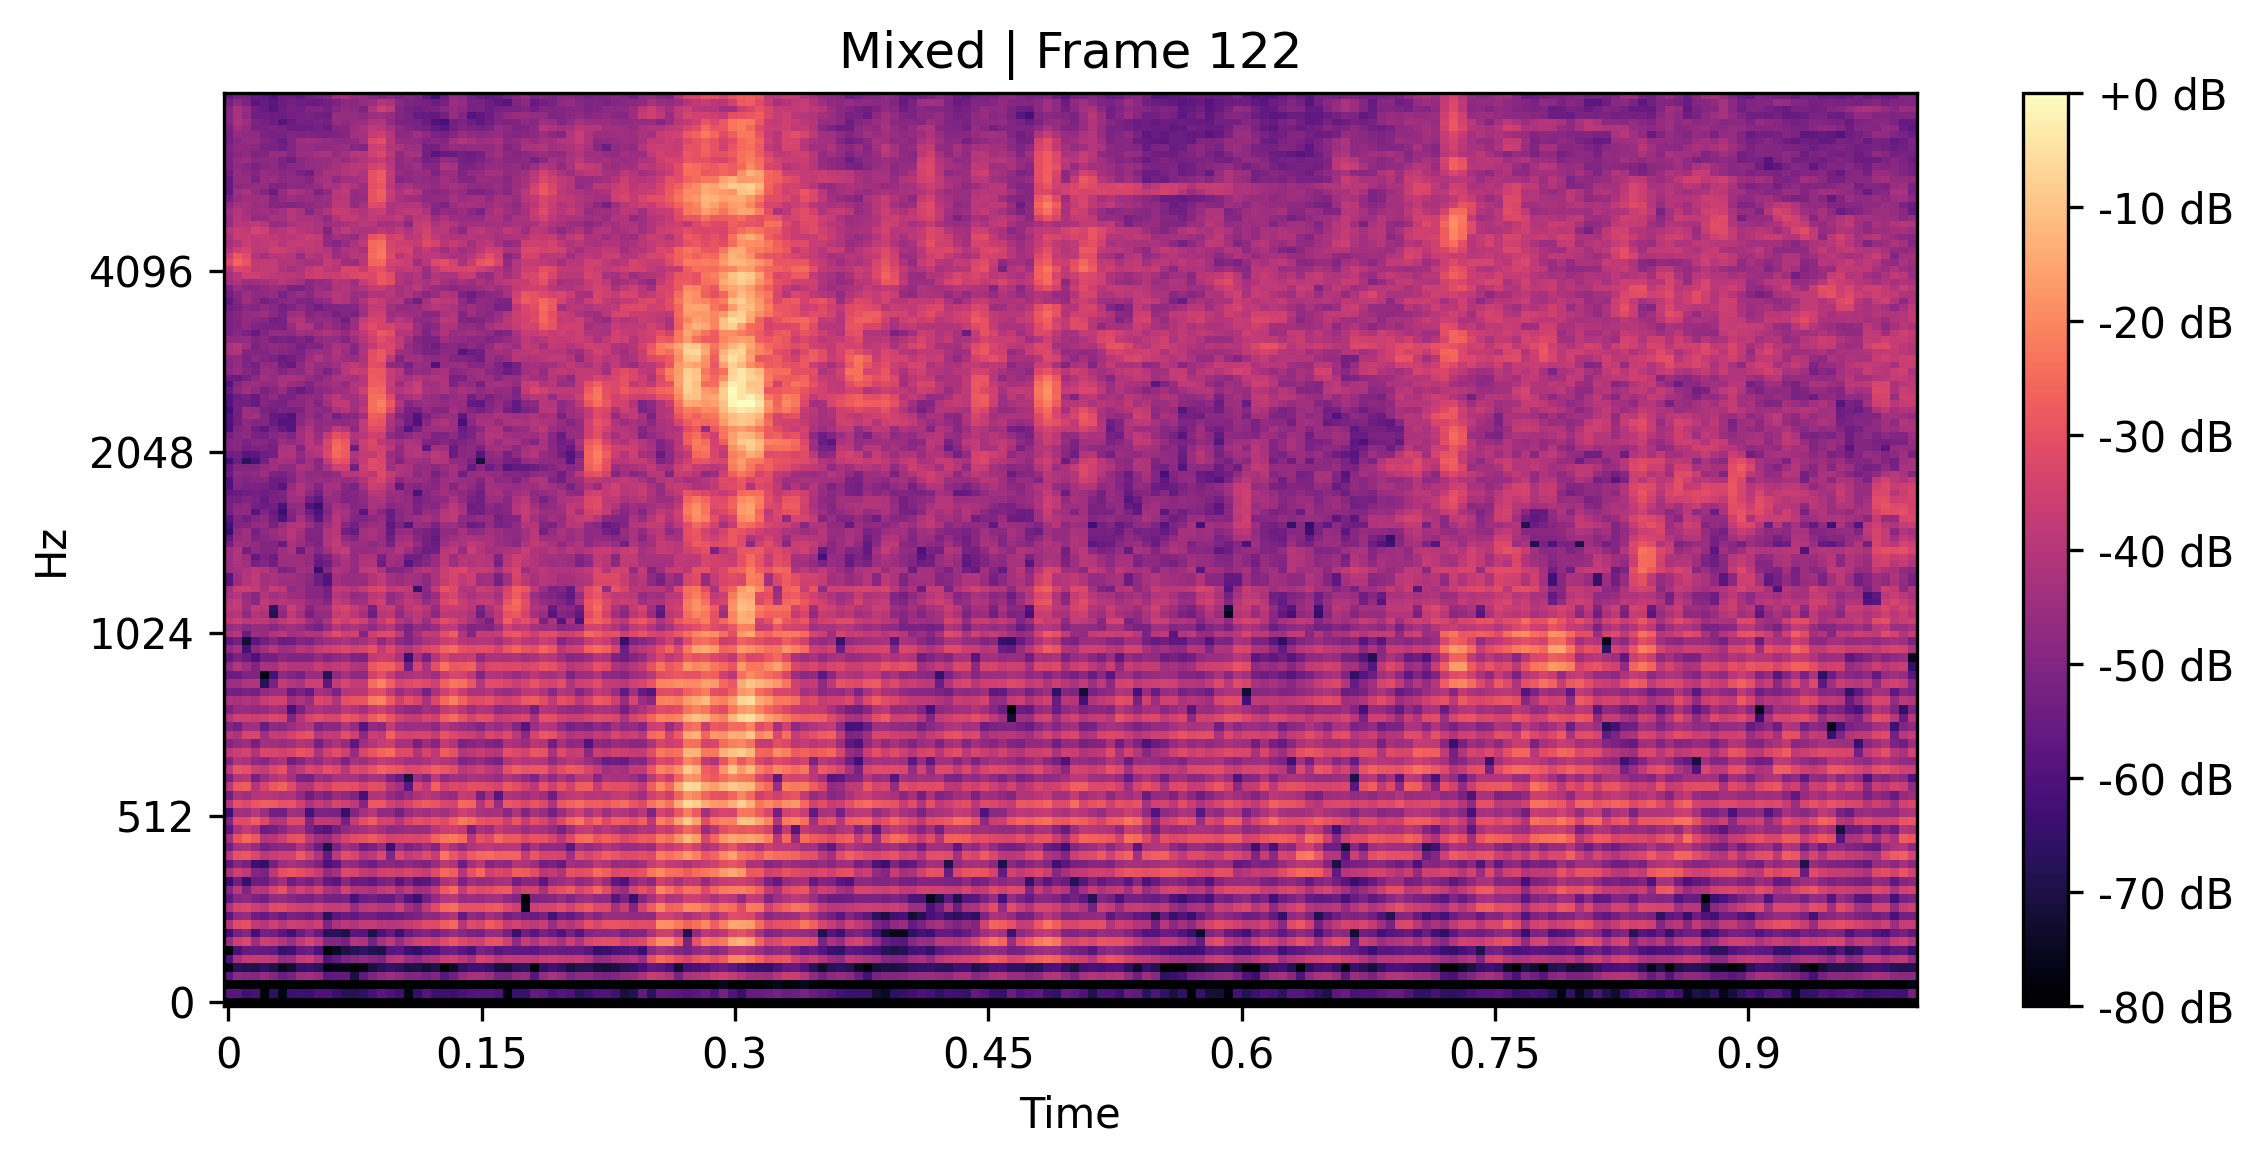 Mixed | Frame 122
+0 dB
-10 dB
4096
-20 dB
-30 dB
2048
-40 dB
Hz
1024
-50 dB
-60 dB
512
-70 dB
0
-80 dB
0 0.15 0.3 0.45 0.6 0.75 0.9
Time